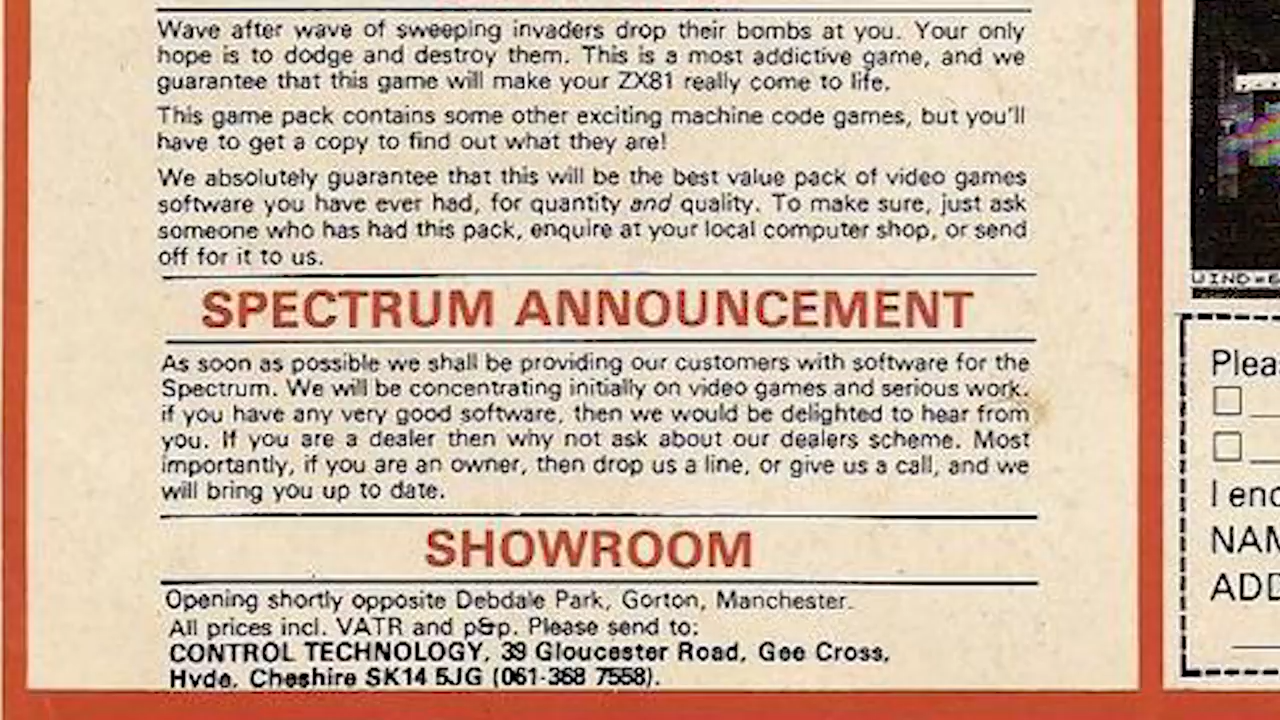 Wave after wave of sweeping invaders drop their bombs at you. Your only
hope is to dodge and destroy them. This is a most addictive game, and we
guarantee that this game will make your ZX81 really come to life.
This game pack contains some other exciting machine code games, but you'll
have to get a copy to find out what they are!
We absolutely guarantee that this will be the best value pack of video games
software you have ever had, for quantity and quality. To make sure, just ask
someone who has had this pack, enquire at your local computer shop, or send
off for it to us.
SPECTRUM ANNOUNCEMENT
As soon as possible we shall be providing our customers with software for the
Spectrum. We will be concentrating initially on video games and serious work.
if you have any very good software, then we would be delighted to hear from
you. If you are a dealer then why not ask about our dealers scheme. Most
importantly, if you are an owner, then drop us a line, or give us a call, and we
will bring you up to date.
SHOWROOM
Opening shortly opposite Debdale Park, Gorton, Manchester.
All prices incl. VATR and p&p. Please send to:
CONTROL TECHNOLOGY, 39 Gloucester Road, Gee Cross,
Hyde, Cheshire SK14 5JG (061-368 7558).
WIND=6
Plea
I enc
NAM
ADD